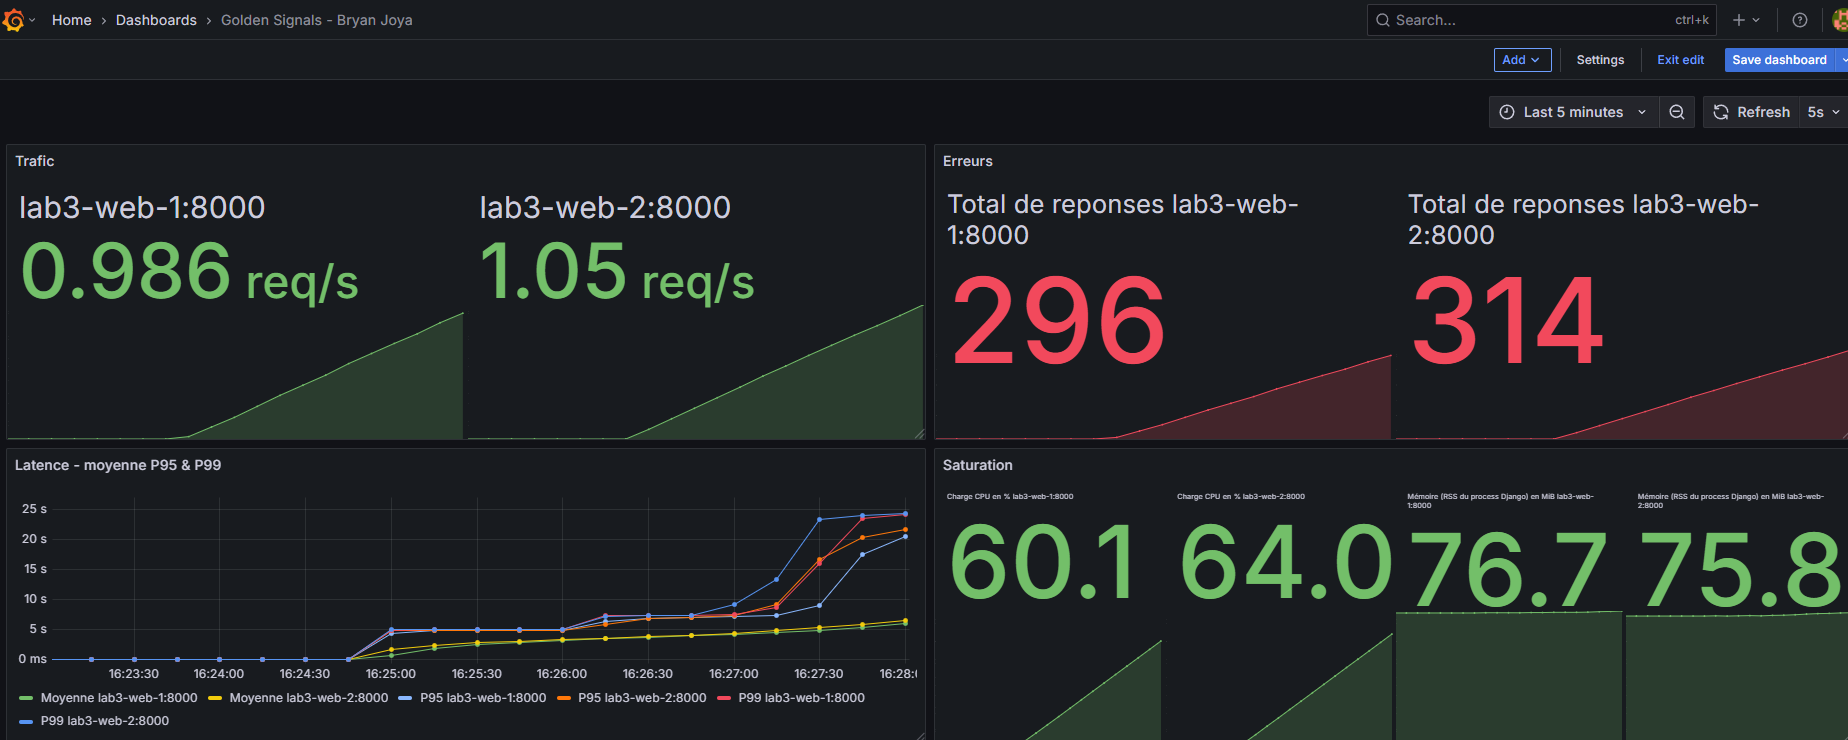 Home › Dashboards › Golden Signals - Bryan Joya
Search... ctrl+k
Add Settings Exit edit Save dashboard
Last 5 minutes Refresh 5s
Trafic
lab3-web-1:8000 lab3-web-2:8000
0.986 req/s 1.05 req/s
Erreurs
Total de reponses lab3-web-
1:8000
Total de reponses lab3-web-
2:8000
296 314
Latence - moyenne P95 & P99
25 s
20 s
15 s
10 s
5 s
0 ms
16:23:30 16:24:00 16:24:30 16:25:00 16:25:30 16:26:00 16:26:30 16:27:00 16:27:30 16:28:0
Moyenne lab3-web-1:8000 Moyenne lab3-web-2:8000 P95 lab3-web-1:8000 P95 lab3-web-2:8000 P99 lab3-web-1:8000
P99 lab3-web-2:8000
Saturation
Charge CPU en % lab3-web-1:8000
60.1
Charge CPU en % lab3-web-2:8000
64.0
Mémoire (RSS du process Django) en MiB lab3-web-
1:8000
76.7
Mémoire (RSS du process Django) en MiB lab3-web-
2:8000
75.8